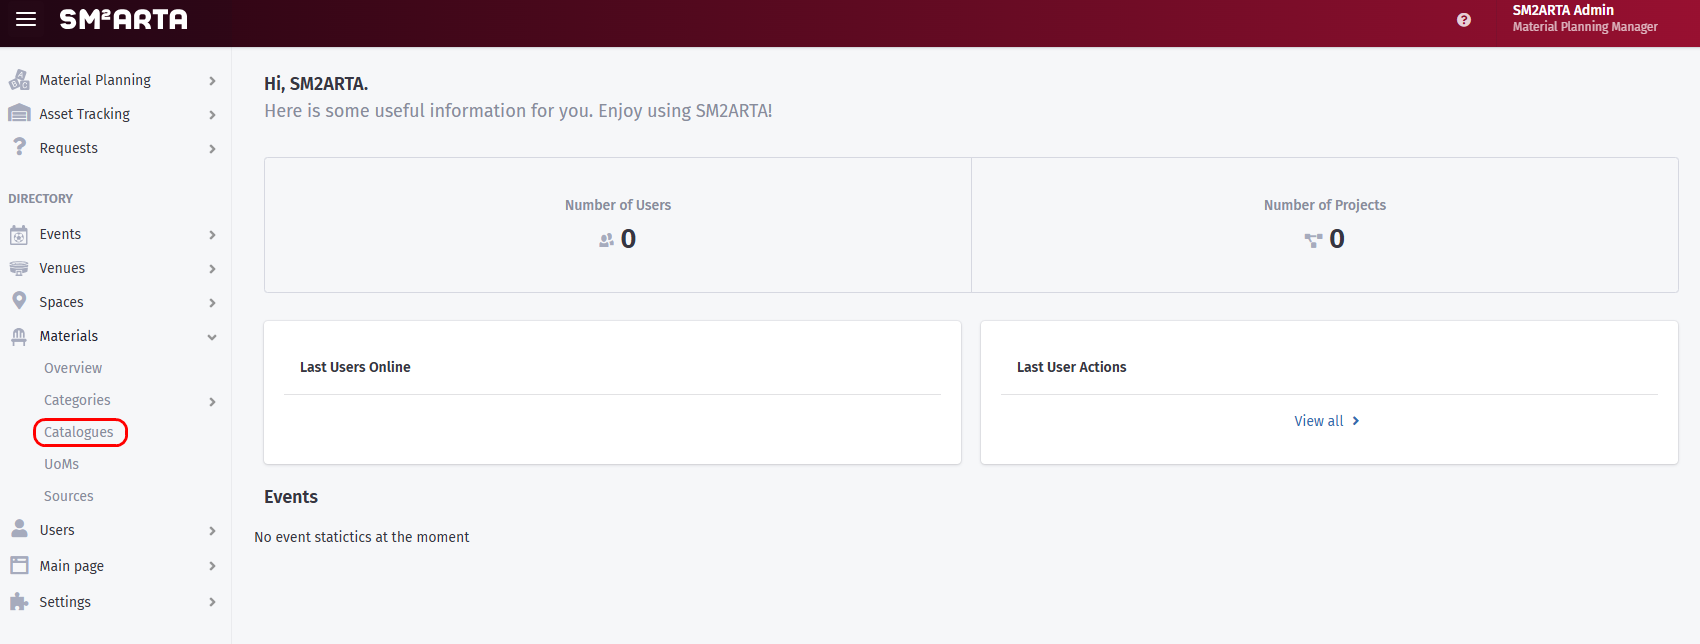 SM²ARTA
SM2ARTA Admin
Material Planning Manager
Material Planning
Asset Tracking
Requests
DIRECTORY
Events
Venues
Spaces
Materials
Overview
Categories
Catalogues
UoMs
Sources
Users
Main page
Settings
Hi, SM2ARTA.
Here is some useful information for you. Enjoy using SM2ARTA!
Number of Users
0
Number of Projects
0
Last Users Online
Last User Actions
View all
Events
No event statictics at the moment